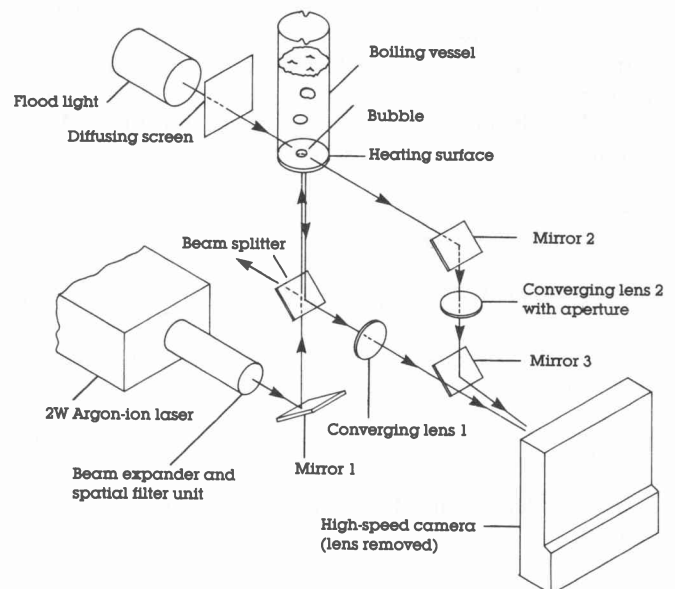 Boiling vessel
Flood light
Diffusing screen
Bubble
Heating surface
Beam splitter
Mirror 2
Converging lens 2
with aperture
Mirror 3
2W Argon-ion laser
Converging lens 1
Mirror 1
Beam expander and
spatial filter unit
High-speed camera
(lens removed)